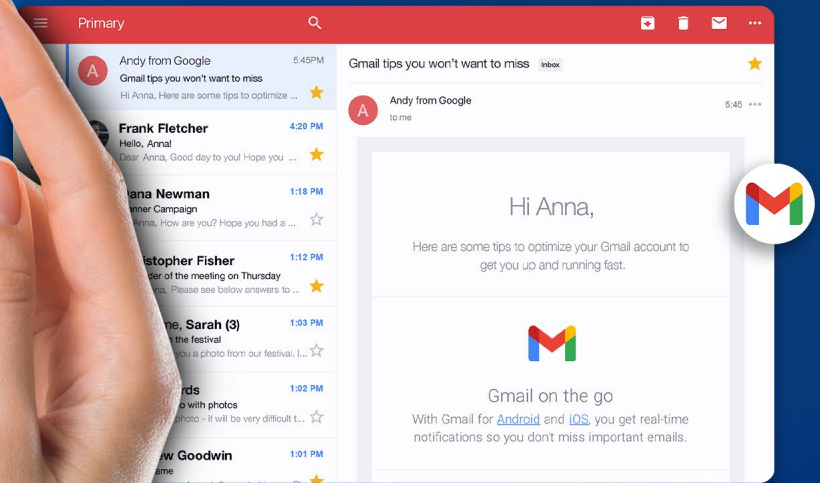 Primary
Andy from Google
5:45PM
Gmail tips you won't want to miss
Hi Anna, Here are some tips to optimize ...
Frank Fletcher
4:20 PM
Hello, Anna!
Dear Anna, Good day to you! Hope you ...
ana Newman
1:18 PM
nner Campaign
Anna, How are you? Hope you had a ...
istopher Fisher
1:12 PM
der of the meeting on Thursday
na, Please see below answers to ...
me, Sarah (3)
1:03 PM
n the festival
you a photo from our festival. I...
rds
1:02 PM
o with photos
photo - it will be very difficult t...
ew Goodwin
1:01 PM
ame
Gmail tips you won't want to miss
Inbox
A
Andy from Google
5:45
to me
A
Hi Anna,
Here are some tips to optimize your Gmail account to
get you up and running fast.
Gmail on the go
With Gmail for Android and iOS, you get real-time
notifications so you don't miss important emails.